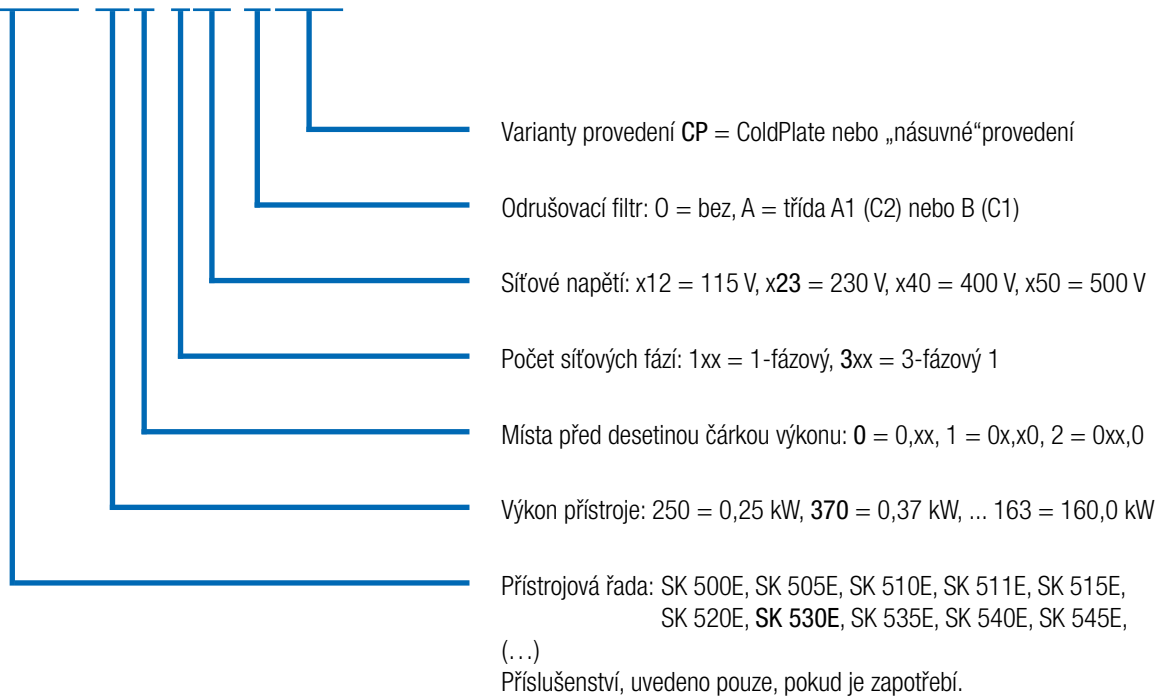 Varianty provedení CP = ColdPlate nebo „násuvné“provedení
Odrušovací filtr: O = bez, A = třída A1 (C2) nebo B (C1)
Síťové napětí: x12 = 115 V, x23 = 230 V, x40 = 400 V, x50 = 500 V
Počet síťových fází: 1xx = 1-fázový, 3xx = 3-fázový 1
Místa před desetinou čárkou výkonu: 0 = 0,xx, 1 = 0x,x0, 2 = 0xx,0
Výkon přístroje: 250 = 0,25 kW, 370 = 0,37 kW, ... 163 = 160,0 kW
Přístrojová řada: SK 500E, SK 505E, SK 510E, SK 511E, SK 515E,
SK 520E, SK 530E, SK 535E, SK 540E, SK 545E,
(…)
Příslušenství, uvedeno pouze, pokud je zapotřebí.